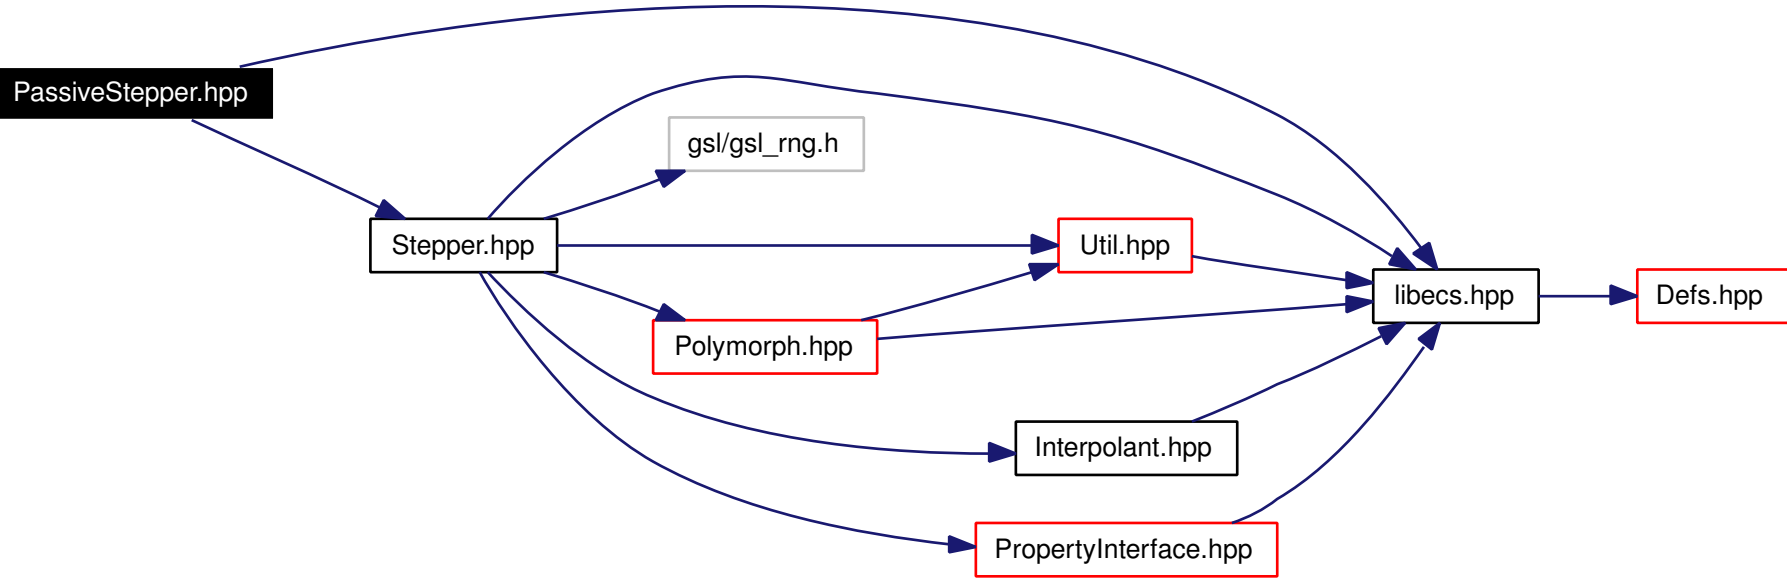 PassiveStepper.hpp
gsl/gsl_rng.h
Stepper.hpp
Util.hpp
libecs.hpp
Defs.hpp
Polymorph.hpp
Interpolant.hpp
PropertyInterface.hpp